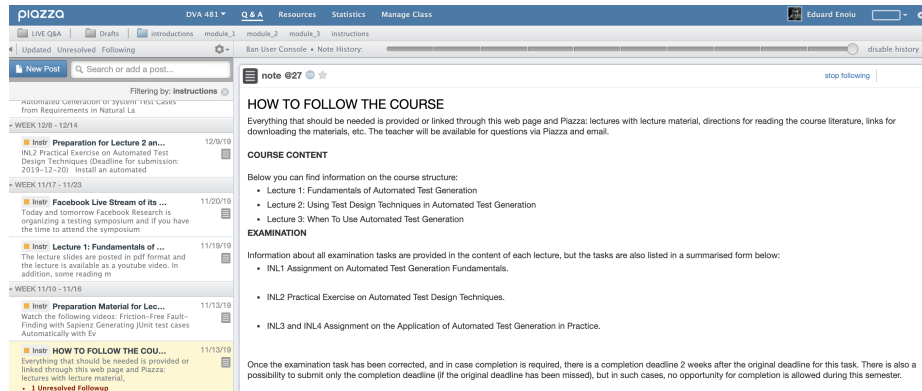 piazza DVA 481 Q & A Resources Statistics Manage Class Eduard Enoiu
LIVE Q&A Drafts introductions module_1 module_2 module_3 instructions
Updated Unresolved Following
Ban User Console • Note History: disable history
New Post Search or add a post...
Filtering by: instructions
Automated Generation of System Test Cases
from Requirements in Natural La
WEEK 12/8 - 12/14
Instr Preparation for Lecture 2 an... 12/9/19
INL2 Practical Exercise on Automated Test
Design Techniques (Deadline for submission:
2019-12-20) Install an automated
WEEK 11/17 - 11/23
Instr Facebook Live Stream of its ... 11/20/19
Today and tomorrow Facebook Research is
organizing a testing symposium and if you have
the time to attend the symposium
Instr Lecture 1: Fundamentals of ... 11/19/19
The lecture slides are posted in pdf format and
the lecture is available as a youtube video. In
addition, some reading m
WEEK 11/10 - 11/16
Instr Preparation Material for Lec... 11/13/19
Watch the following videos: Friction-Free Fault-
Finding with Sapienz Generating JUnit test cases
Automatically with Ev
Instr HOW TO FOLLOW THE COU... 11/13/19
Everything that should be needed is provided or
linked through this web page and Piazza:
lectures with lecture material,
• 1 Unresolved Followup
note @27 stop following
HOW TO FOLLOW THE COURSE
Everything that should be needed is provided or linked through this web page and Piazza: lectures with lecture material, directions for reading the course literature, links for
downloading the materials, etc. The teacher will be available for questions via Piazza and email.
COURSE CONTENT
Below you can find information on the course structure:
• Lecture 1: Fundamentals of Automated Test Generation
• Lecture 2: Using Test Design Techniques in Automated Test Generation
• Lecture 3: When To Use Automated Test Generation
EXAMINATION
Information about all examination tasks are provided in the content of each lecture, but the tasks are also listed in a summarised form below:
• INL1 Assignment on Automated Test Generation Fundamentals.
• INL2 Practical Exercise on Automated Test Design Techniques.
• INL3 and INL4 Assignment on the Application of Automated Test Generation in Practice.
Once the examination task has been corrected, and in case completion is required, there is a completion deadline 2 weeks after the original deadline for this task. There is also a
possibility to submit only the completion deadline (if the original deadline has been missed), but in such cases, no opportunity for completion is allowed during this semester.